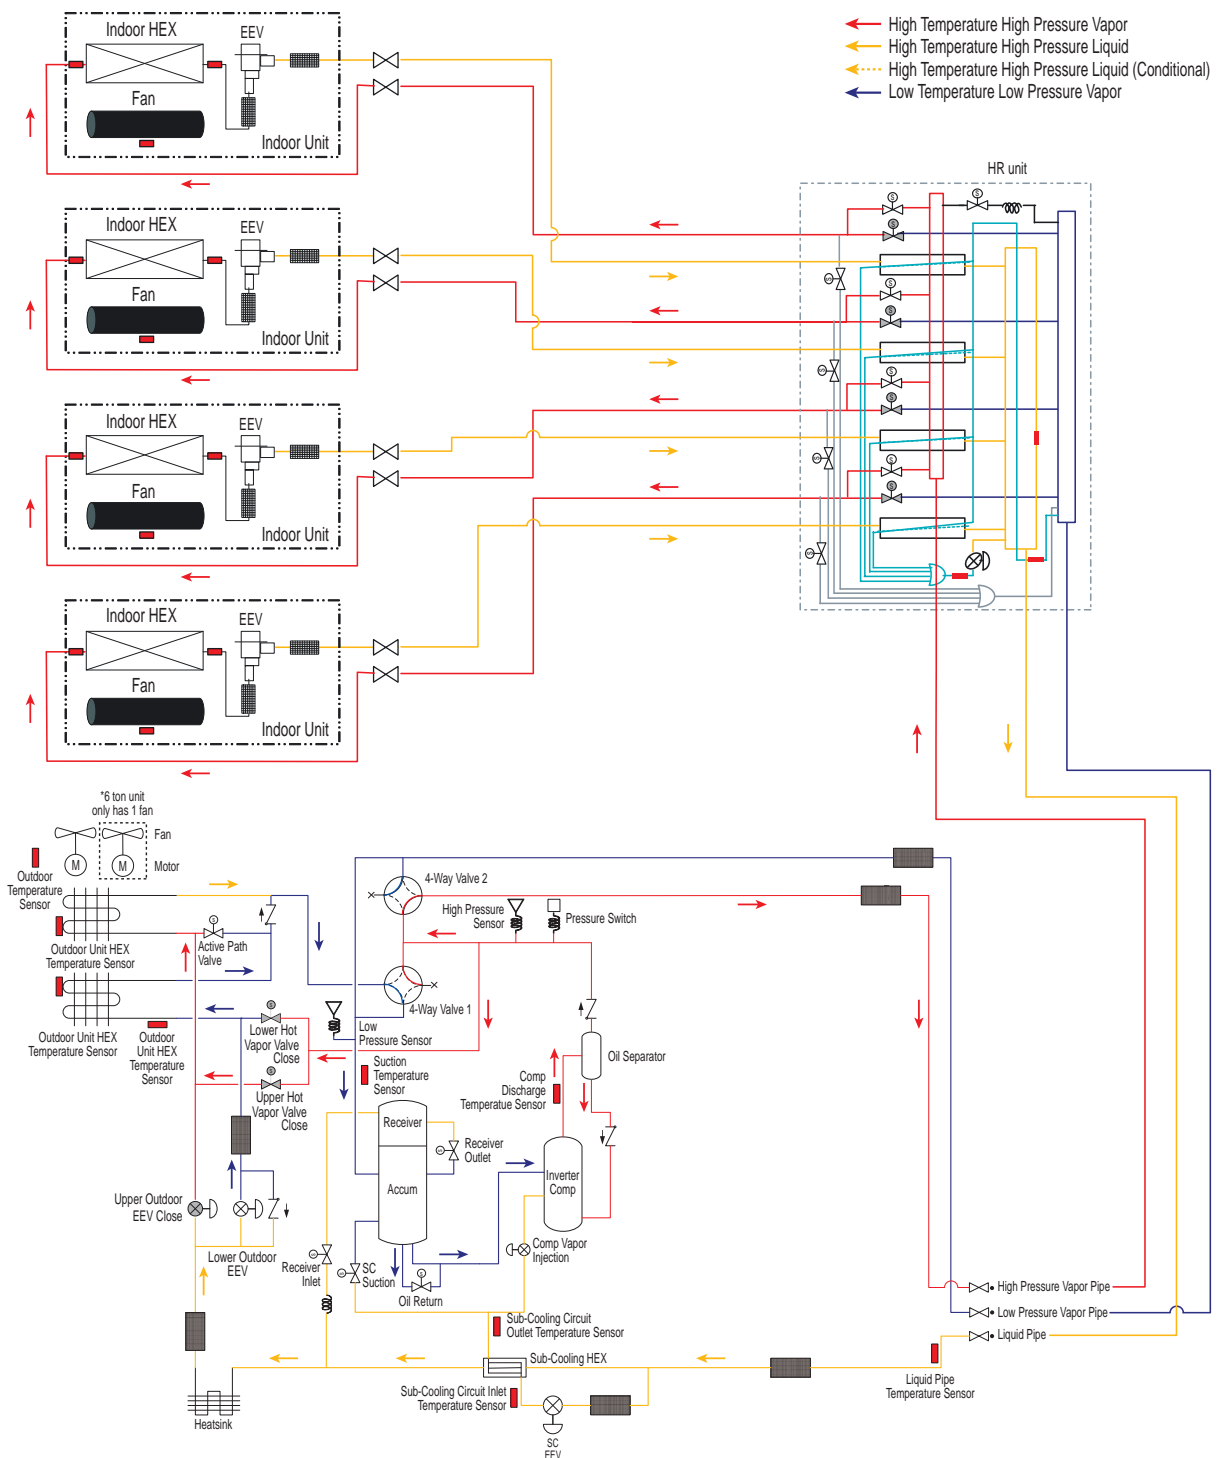 High Temperature High Pressure Vapor
High Temperature High Pressure Liquid
High Temperature High Pressure Liquid (Conditional)
Low Temperature Low Pressure Vapor
Indoor HEX
EEV
Fan
Indoor Unit
HR unit
S
S
S
Indoor HEX
EEV
Fan
Indoor Unit
S
S
S
Indoor HEX
EEV
Fan
Indoor Unit
S
S
S
S
Indoor HEX
EEV
Fan
Indoor Unit
S
S
S
*6 ton unit
only has 1 fan
Fan
M
M
Motor
Outdoor
Temperature
Sensor
4-Way Valve 2
High Pressure
Sensor
Pressure Switch
S
Outdoor Unit HEX
Temperature Sensor
Active Path
Valve
4-Way Valve 1
S
Outdoor Unit HEX
Temperature Sensor
Outdoor
Unit HEX
Temperature
Sensor
Lower Hot
Vapor Valve
Close
Low
Pressure Sensor
S
Upper Hot
Vapor Valve
Close
Suction
Temperature
Sensor
Comp
Discharge
Temperatue Sensor
Oil Separator
Receiver
S
Receiver
Outlet
Accum
Inverter
Comp
Upper Outdoor
EEV Close
Lower Outdoor
EEV
S
Receiver
Inlet
S
SC
Suction
S
Oil Return
Comp Vapor
Injection
High Pressure Vapor Pipe
Low Pressure Vapor Pipe
Liquid Pipe
Sub-Cooling Circuit
Outlet Temperature Sensor
Sub-Cooling HEX
Liquid Pipe
Temperature Sensor
Sub-Cooling Circuit Inlet
Temperature Sensor
Heatsink
SC
EEV